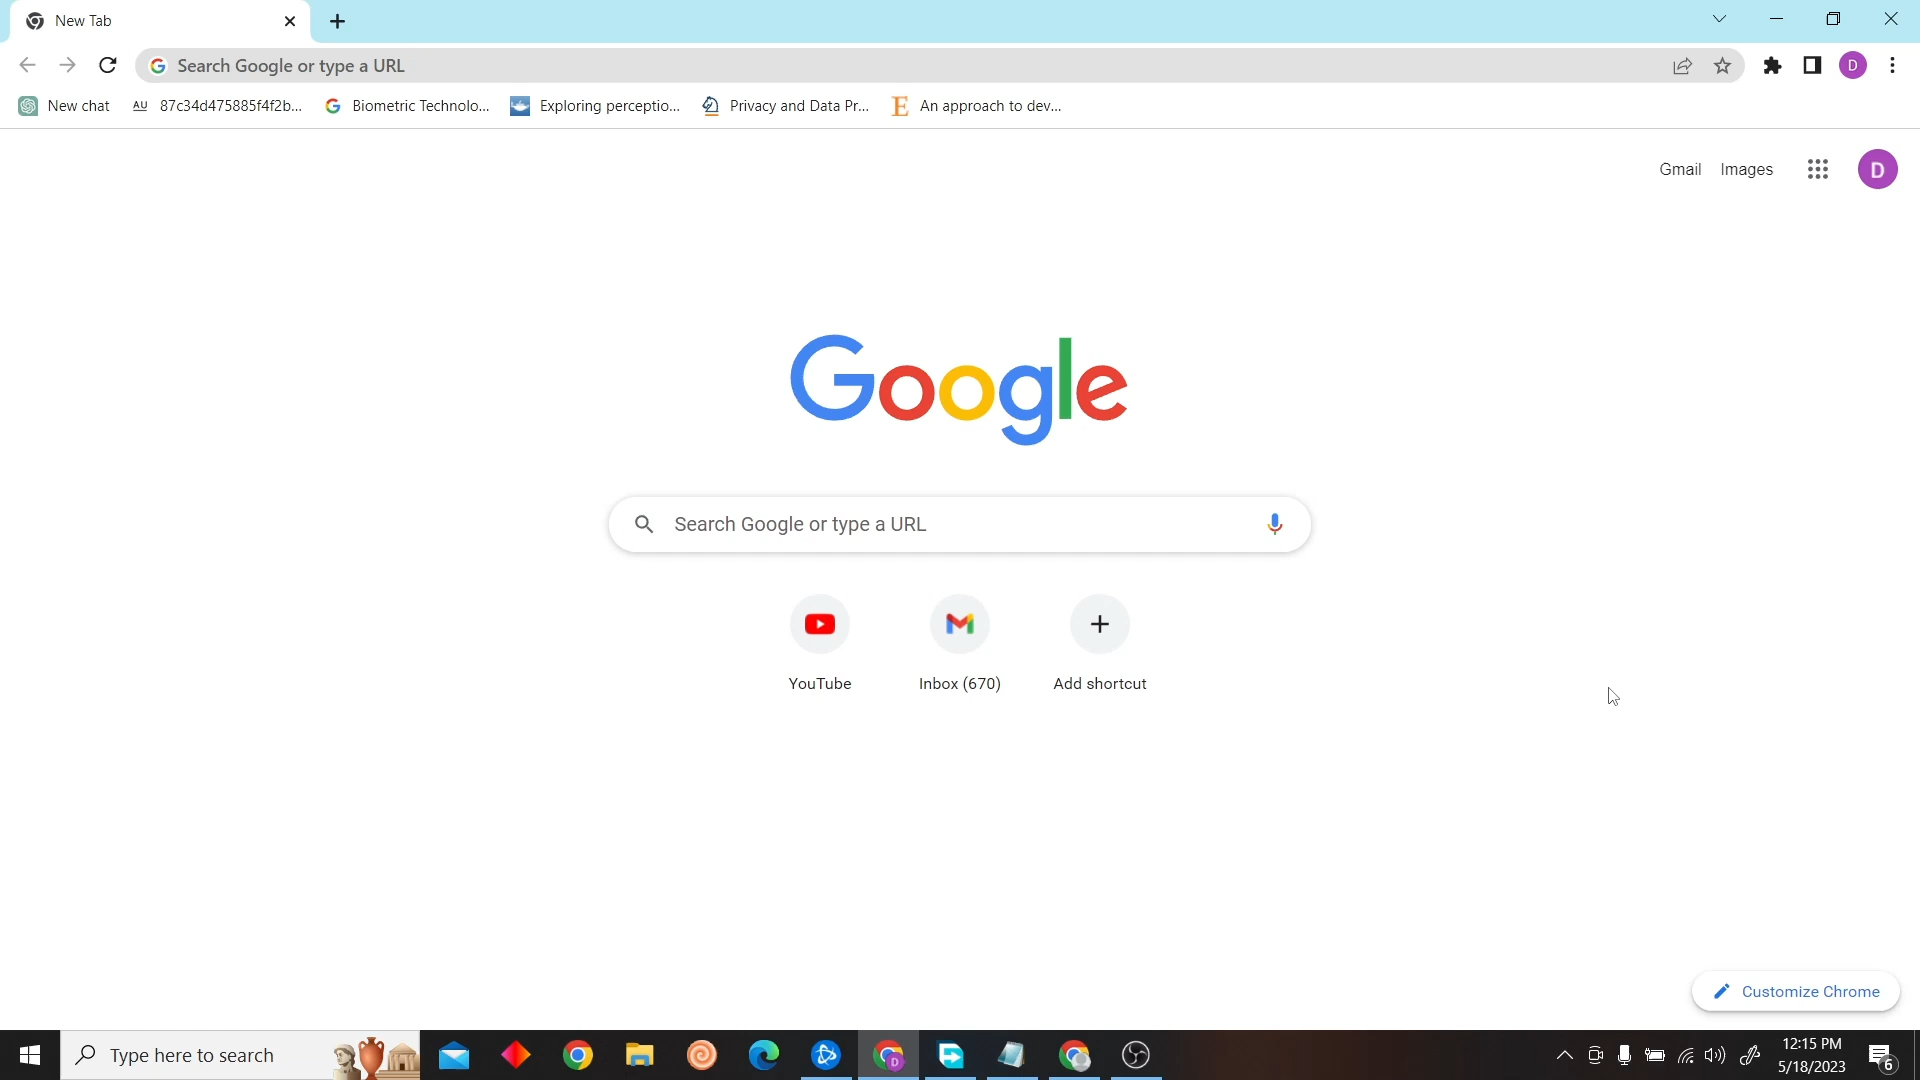 New Tab
Search Google or type a URL
New chat
AU 87c34d475885f4f2b...
Biometric Technolo...
Exploring perceptio...
Privacy and Data Pr...
E An approach to dev...
D
Gmail Images
D
Google
Search Google or type a URL
YouTube
Inbox (670)
Add shortcut
Customize Chrome
Type here to search
12:15 PM
5/18/2023
6